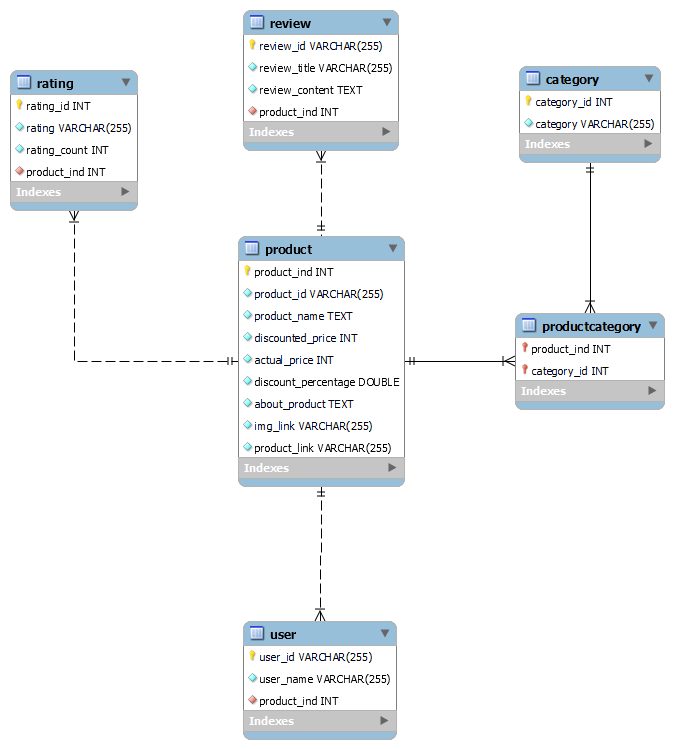 review
review_id VARCHAR(255)
review_title VARCHAR(255)
review_content TEXT
product_ind INT
Indexes
rating
rating_id INT
rating VARCHAR(255)
rating_count INT
product_ind INT
Indexes
category
category_id INT
category VARCHAR(255)
Indexes
product
product_ind INT
product_id VARCHAR(255)
product_name TEXT
discounted_price INT
actual_price INT
discount_percentage DOUBLE
about_product TEXT
img_link VARCHAR(255)
product_link VARCHAR(255)
Indexes
productcategory
product_ind INT
category_id INT
Indexes
user
user_id VARCHAR(255)
user_name VARCHAR(255)
product_ind INT
Indexes